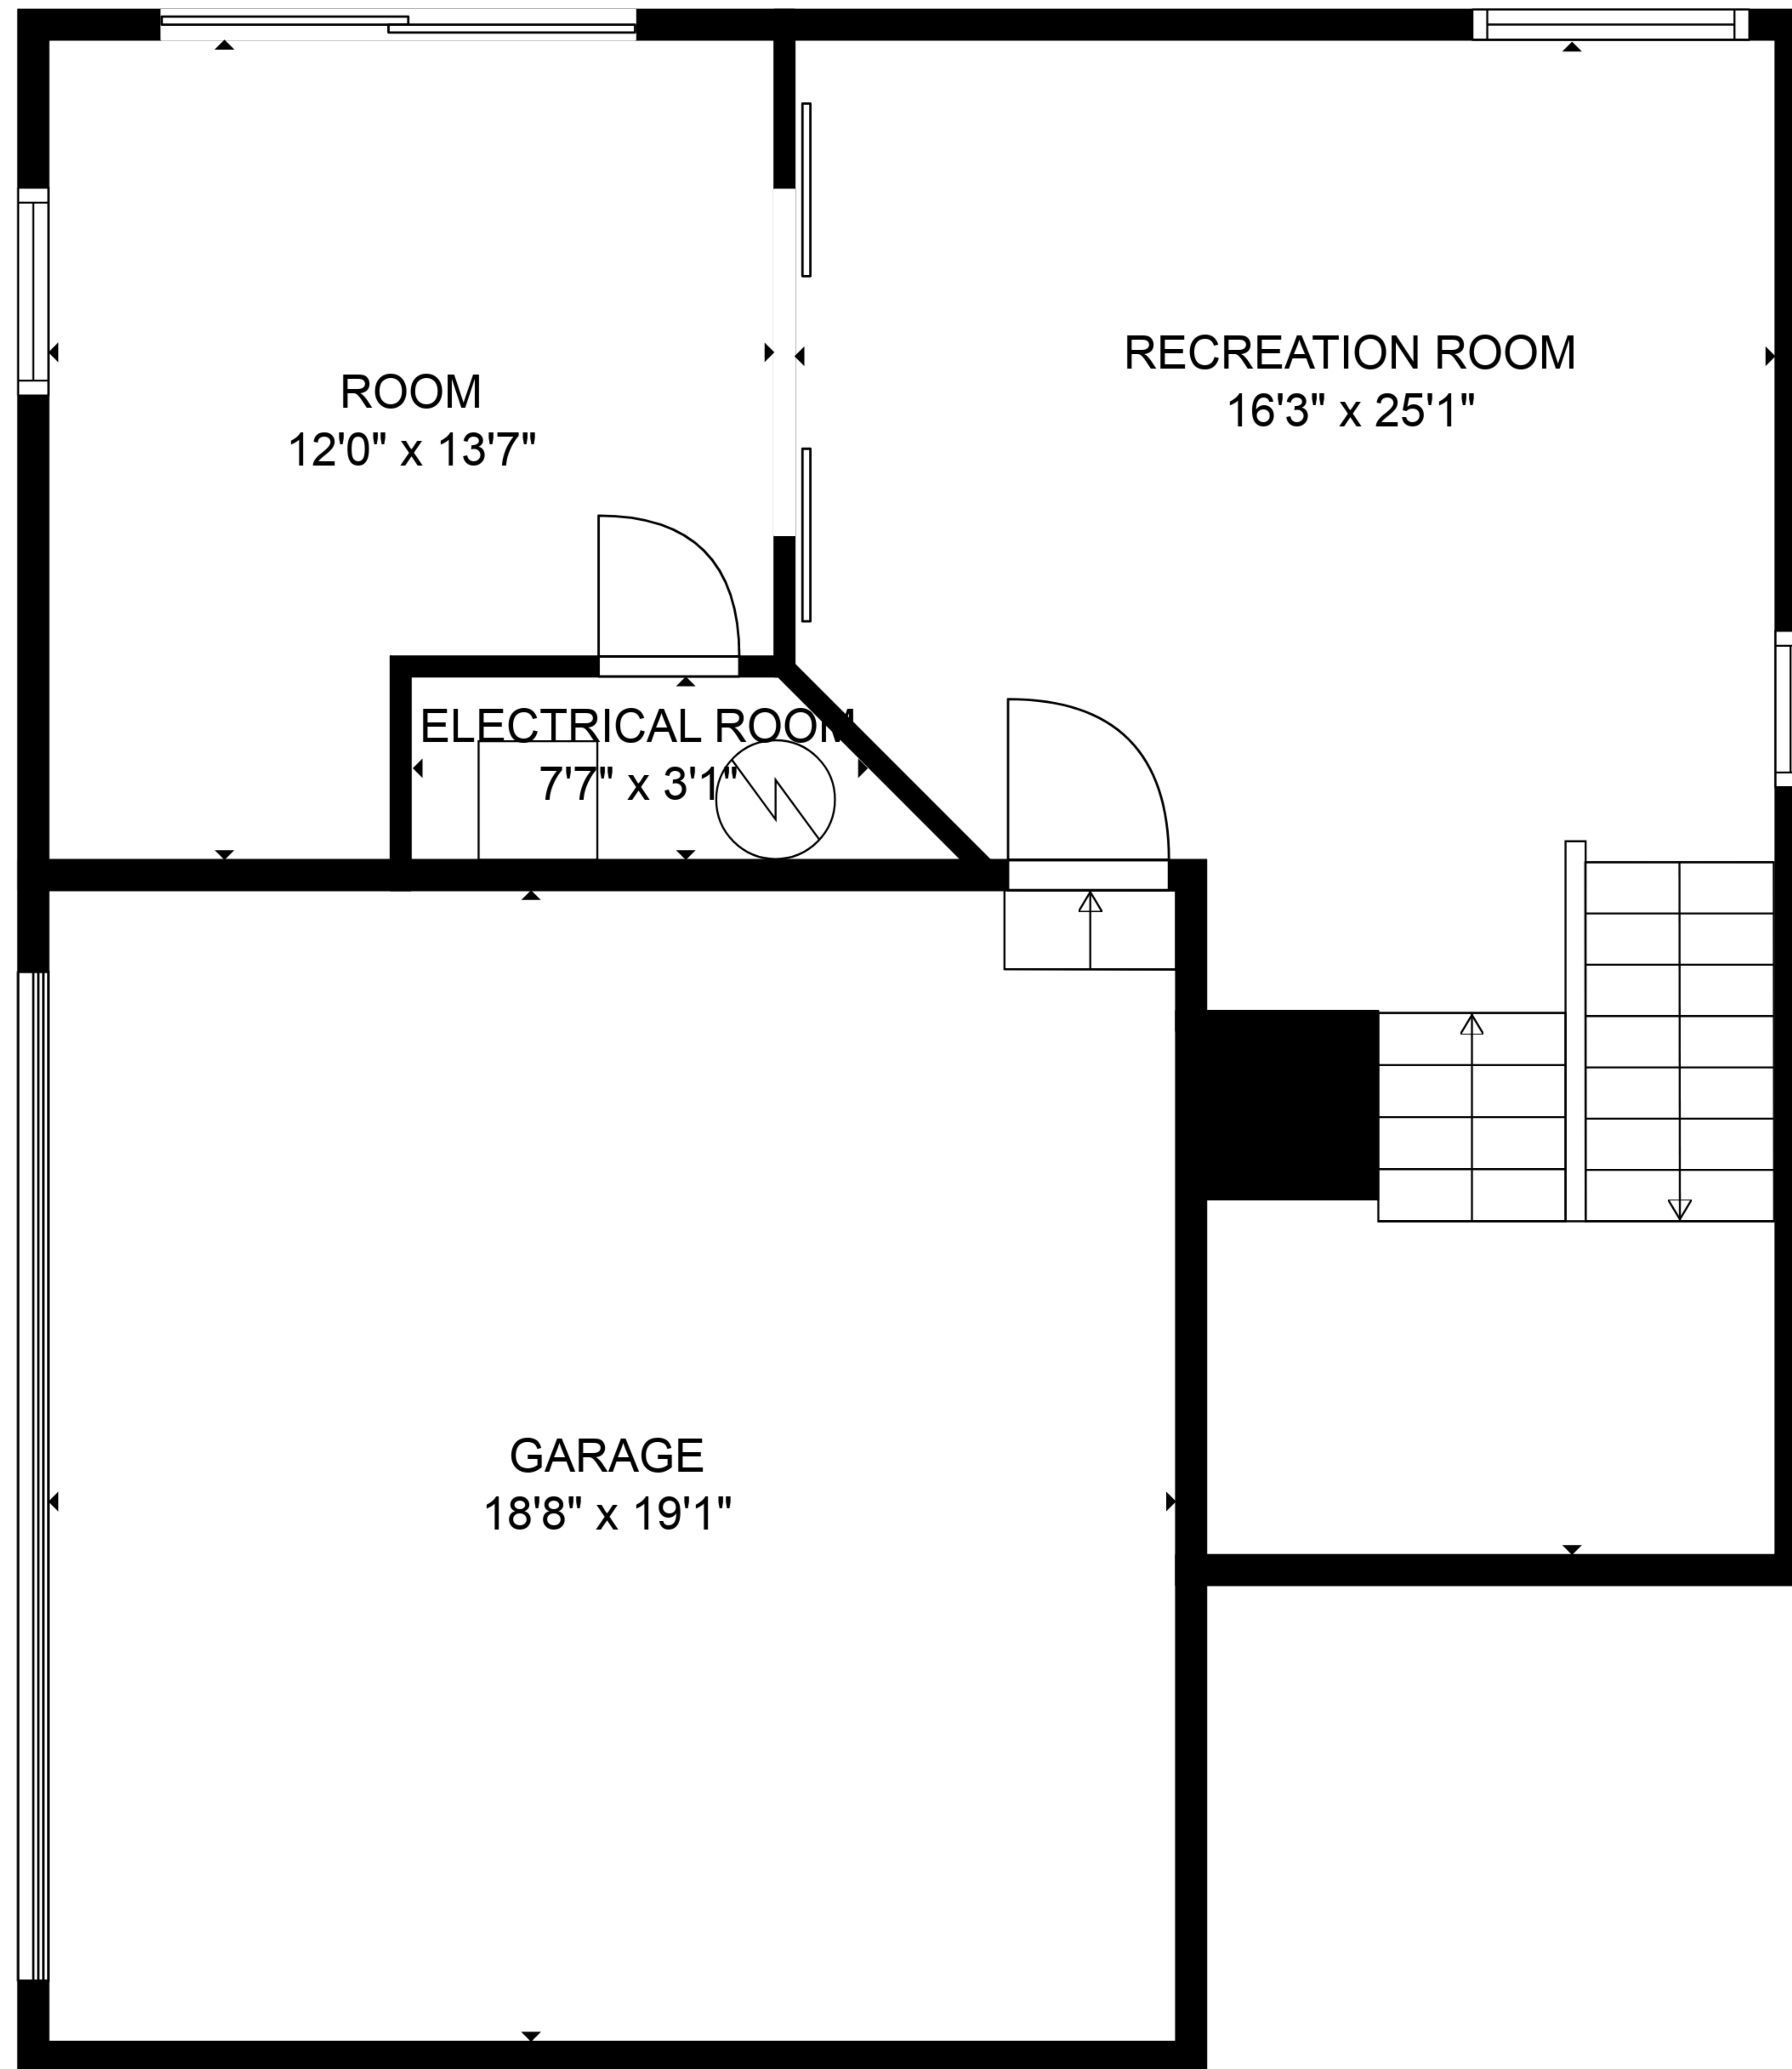 RECREATION ROOM
16'3" x 25'1"
ROOM
12'0" x 13'7"
ELECTRICAL ROOM
7'7" x 3'1"
GARAGE
18'8" x 19'1"